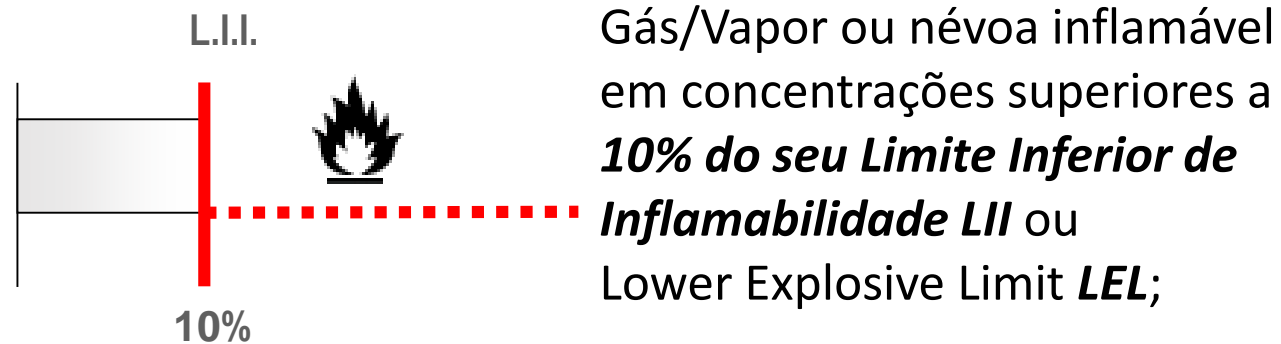 L.I.I.
10%
Gás/Vapor ou névoa inflamável
em concentrações superiores a
10% do seu Limite Inferior de
Inflamabilidade LII ou
Lower Explosive Limit LEL;